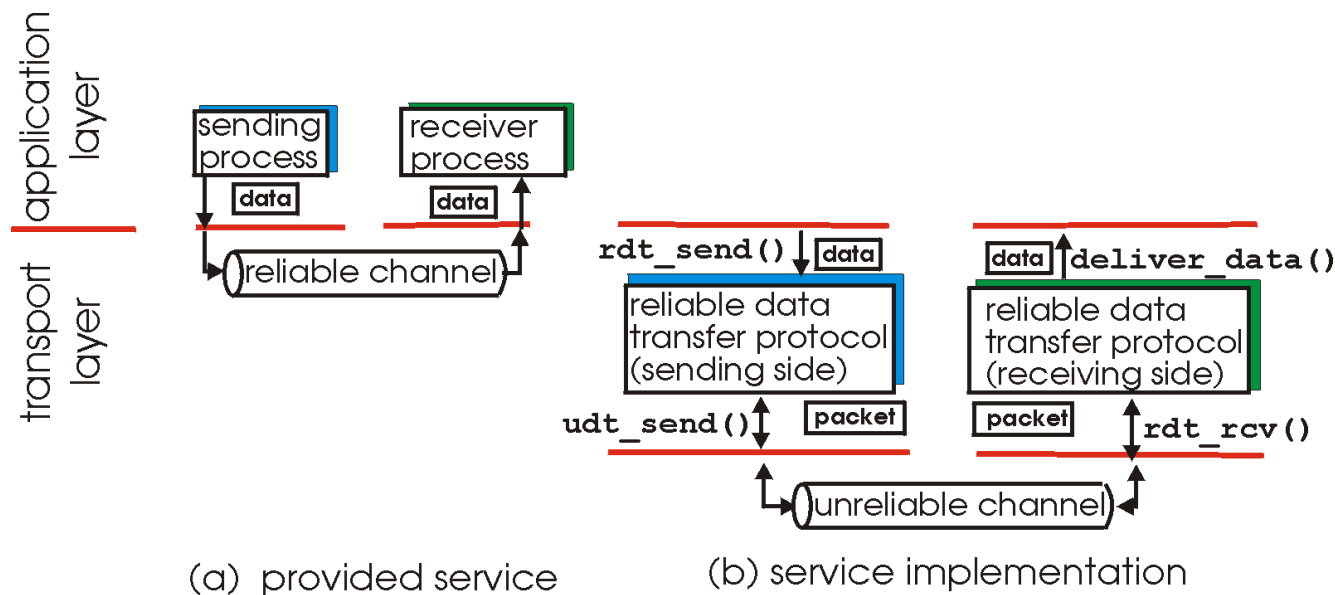 application
layer
transport
layer
sending
process
data
receiver
process
data
reliable channel
(a) provided service
rdt_send()
data
reliable data
transfer protocol
(sending side)
udt_send()
packet
data
deliver_data()
reliable data
transfer protocol
(receiving side)
packet
rdt_rcv()
unreliable channel
(b) service implementation